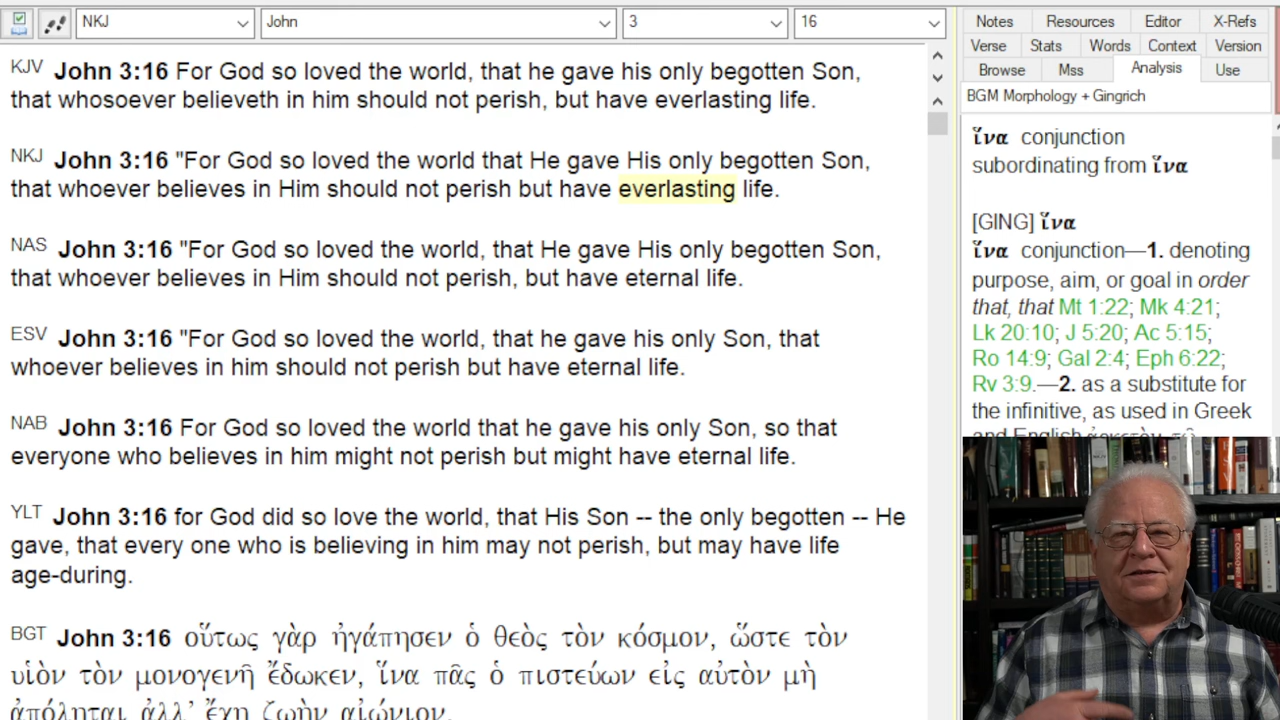 NKJ John 3 16
KJV John 3:16 For God so loved the world, that he gave his only begotten Son,
that whosoever believeth in him should not perish, but have everlasting life.
NKJ John 3:16 "For God so loved the world that He gave His only begotten Son,
that whoever believes in Him should not perish but have everlasting life.
NAS John 3:16 "For God so loved the world, that He gave His only begotten Son,
that whoever believes in Him should not perish, but have eternal life.
ESV John 3:16 "For God so loved the world, that he gave his only Son, that
whoever believes in him should not perish but have eternal life.
NAB John 3:16 For God so loved the world that he gave his only Son, so that
everyone who believes in him might not perish but might have eternal life.
YLT John 3:16 for God did so love the world, that His Son -- the only begotten -- He
gave, that every one who is believing in him may not perish, but may have life
age-during.
BGT John 3:16 οὕτως γὰρ ἠγάπησεν ὁ θεὸς τὸν κόσμον, ὥστε τὸν
υἱὸν τὸν μονογενῆ ἔδωκεν, ἵνα πᾶς ὁ πιστεύων εἰς αὐτὸν μὴ
ἀπόληται ἀλλ' ἔχῃ ζωὴν αἰώνιον.
Notes Resources Editor X-Refs
Verse Stats Words Context Version
Browse Mss Analysis Use
BGM Morphology + Gingrich
ἵνα conjunction
subordinating from ἵνα
[GING] ἵνα
ἵνα conjunction—1. denoting
purpose, aim, or goal in order
that, that Mt 1:22; Mk 4:21;
Lk 20:10; J 5:20; Ac 5:15;
Ro 14:9; Gal 2:4; Eph 6:22;
Rv 3:9.—2. as a substitute for
the infinitive, as used in Greek
and English